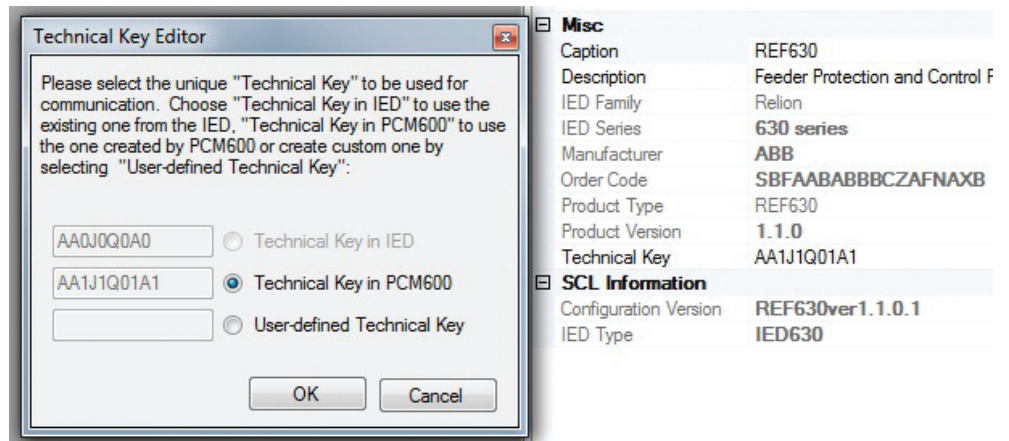 Technical Key Editor
Please select the unique "Technical Key" to be used for
communication. Choose "Technical Key in IED" to use the
existing one from the IED, "Technical Key in PCM600" to use
the one created by PCM600 or create custom one by
selecting "User-defined Technical Key":
AA0J0Q0A0 Technical Key in IED
AA1J1Q01A1 Technical Key in PCM600
User-defined Technical Key
OK Cancel
Misc
Caption REF630
Description Feeder Protection and Control
IED Family Relion
IED Series 630 series
Manufacturer ABB
Order Code SBFAABABBBCZAFNAXB
Product Type REF630
Product Version 1.1.0
Technical Key AA1J1Q01A1
SCL Information
Configuration Version REF630ver1.1.0.1
IED Type IED630